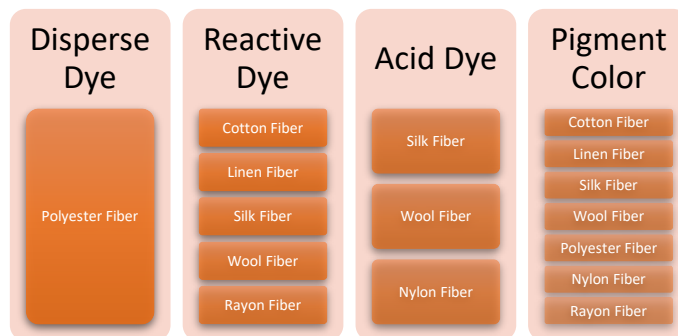 Disperse
Dye
Polyester Fiber
Reactive
Dye
Cotton Fiber
Linen Fiber
Silk Fiber
Wool Fiber
Rayon Fiber
Acid Dye
Silk Fiber
Wool Fiber
Nylon Fiber
Pigment
Color
Cotton Fiber
Linen Fiber
Silk Fiber
Wool Fiber
Polyester Fiber
Nylon Fiber
Rayon Fiber